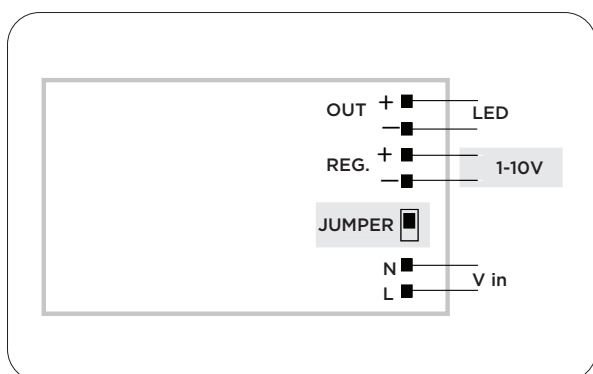 OUT + LED
−
REG. + 1-10V
−
JUMPER
N V in
L